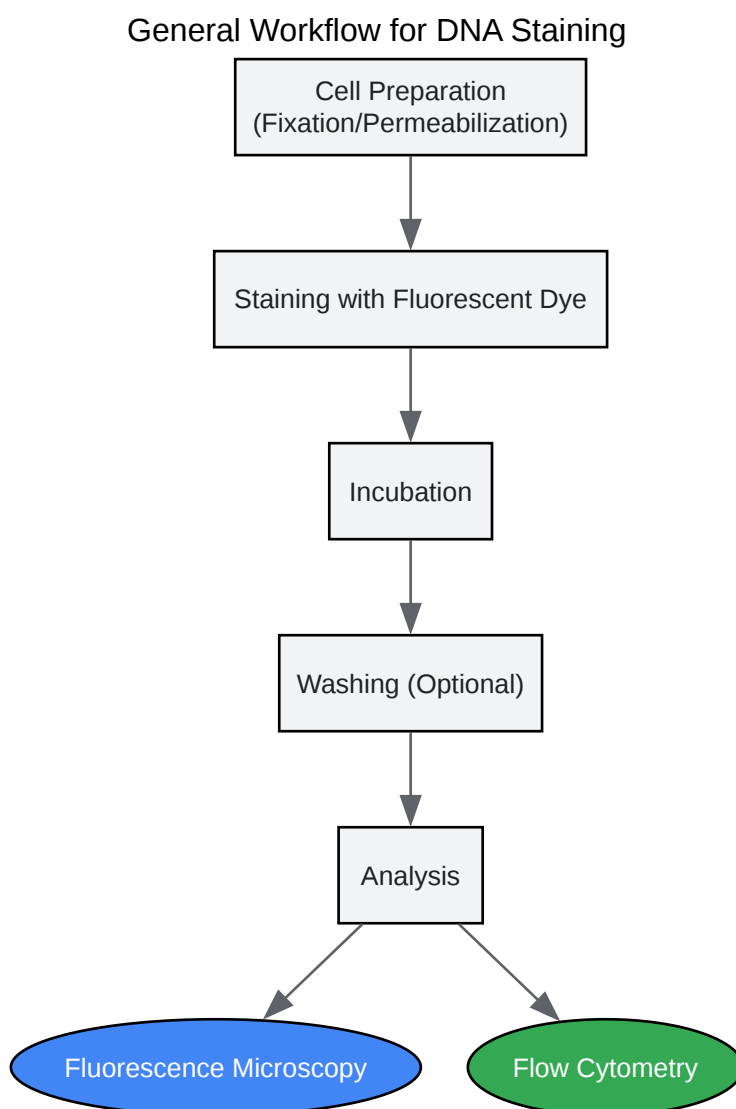 General Workflow for DNA Staining
Cell Preparation
(Fixation/Permeabilization)
Staining with Fluorescent Dye
Incubation
Washing (Optional)
Analysis
Fluorescence Microscopy
Flow Cytometry